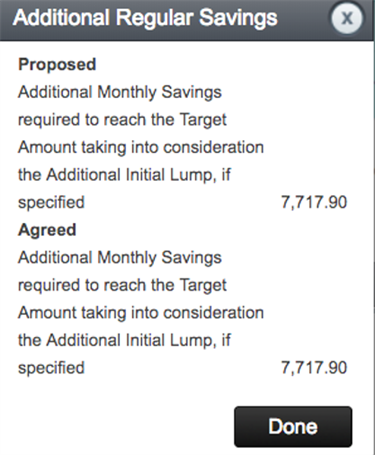 Additional Regular Savings X
Proposed
Additional Monthly Savings
required to reach the Target
Amount taking into consideration
the Additional Initial Lump, if
specified 7,717.90
Agreed
Additional Monthly Savings
required to reach the Target
Amount taking into consideration
the Additional Initial Lump, if
specified 7,717.90
Done